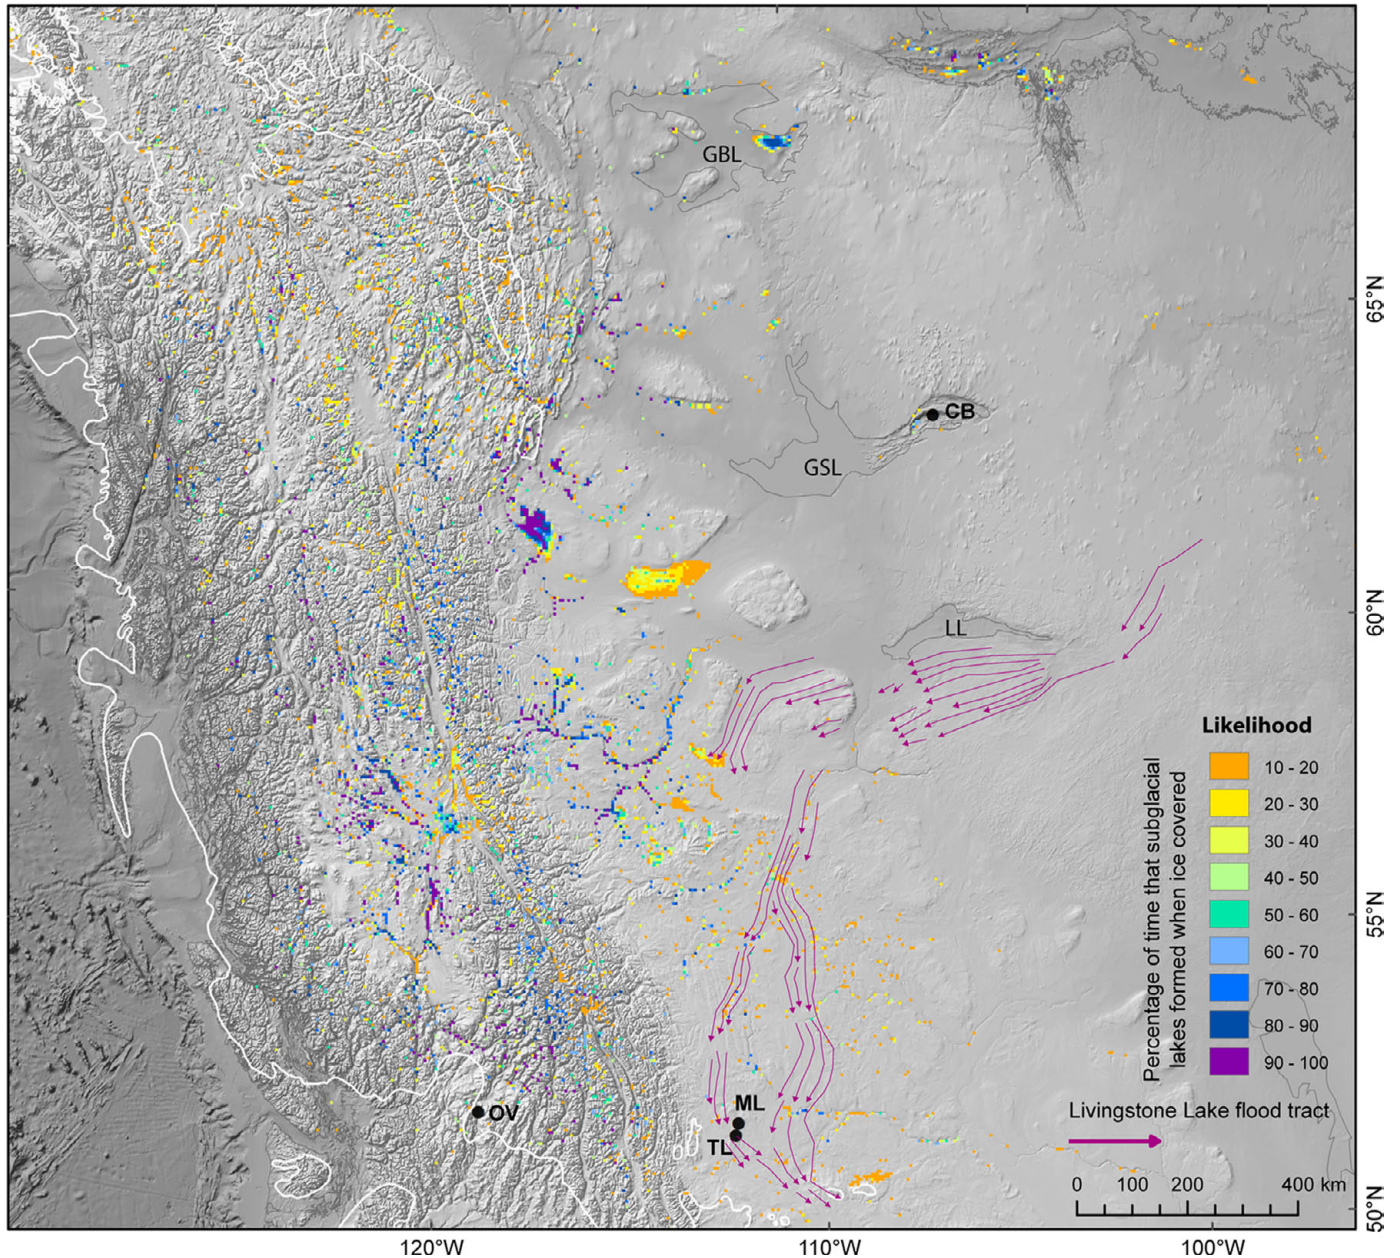 GBL
65°N
CB
GSL
60°N
LL
Likelihood
Percentage of time that subglacial
lakes formed when ice covered
10 - 20
20 - 30
30 - 40
40 - 50
50 - 60
60 - 70
70 - 80
80 - 90
90 - 100
55°N
Livingstone Lake flood tract
OV
ML
TL
0 100 200 400 km
50°N
120°W 110°W 100°W